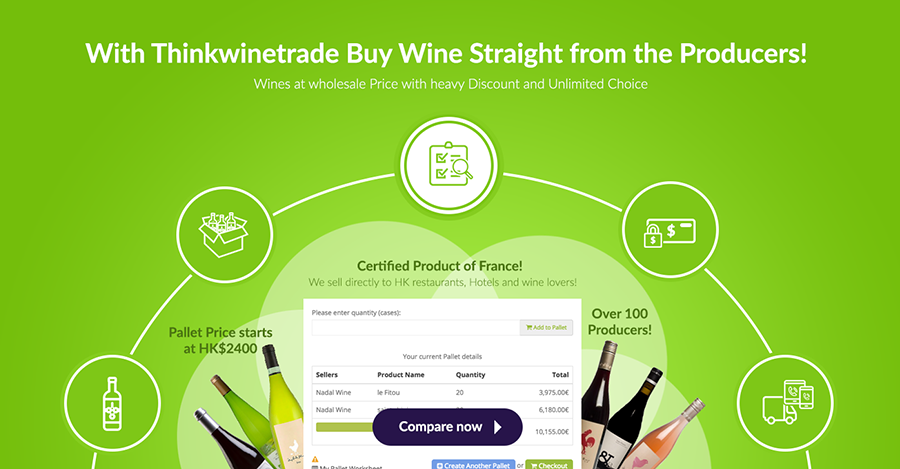 With Thinkwinetrade Buy Wine Straight from the Producers!
Wines at wholesale Price with heavy Discount and Unlimited Choice
Certified Product of France!
We sell directly to HK restaurants, Hotels and wine lovers!
Pallet Price starts
at HK$2400
Over 100
Producers!
Please enter quantity (cases):
Add to Pallet
Your current Pallet details
Sellers Product Name Quantity Total
Nadal Wine le Fitou 20 3,975.00€
Nadal Wine 6,180.00€
10,155.00€
Compare now
My Pallet Worksheet
Create Another Pallet or Checkout